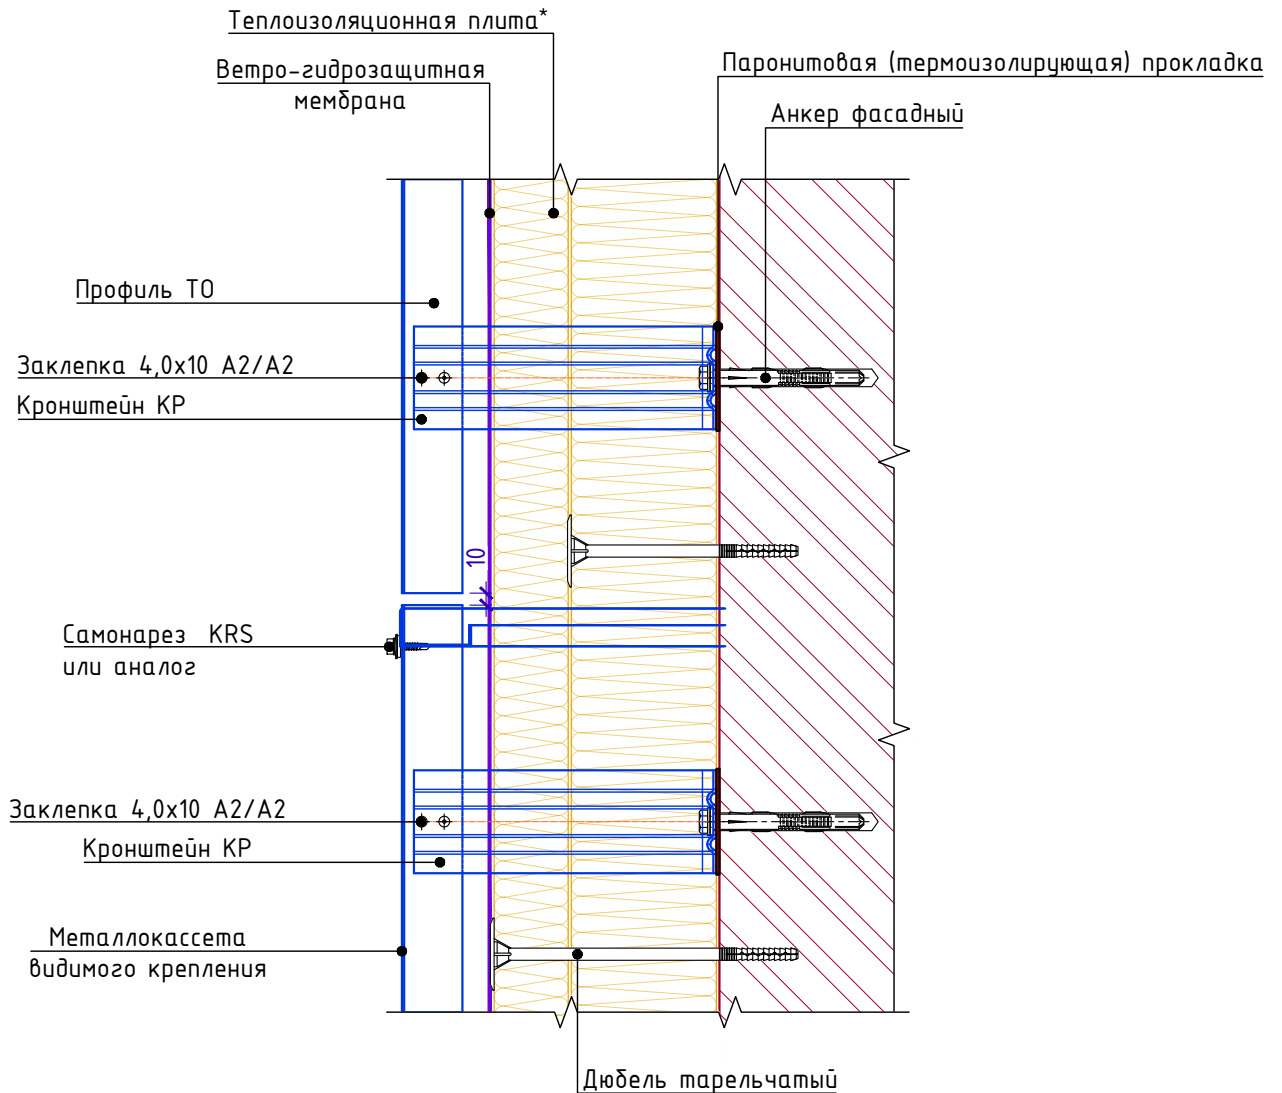 Теплоизоляционная плита*
Ветро-гидрозащитная
мембрана
Паронитовая (термоизолирующая) прокладка
Анкер фасадный
Профиль ТО
Заклепка 4,0х10 А2/А2
Кронштейн КР
10
Самонарез KRS
или аналог
Заклепка 4,0х10 А2/А2
Кронштейн КР
Металлокассета
видимого крепления
Дюбель тарельчатый